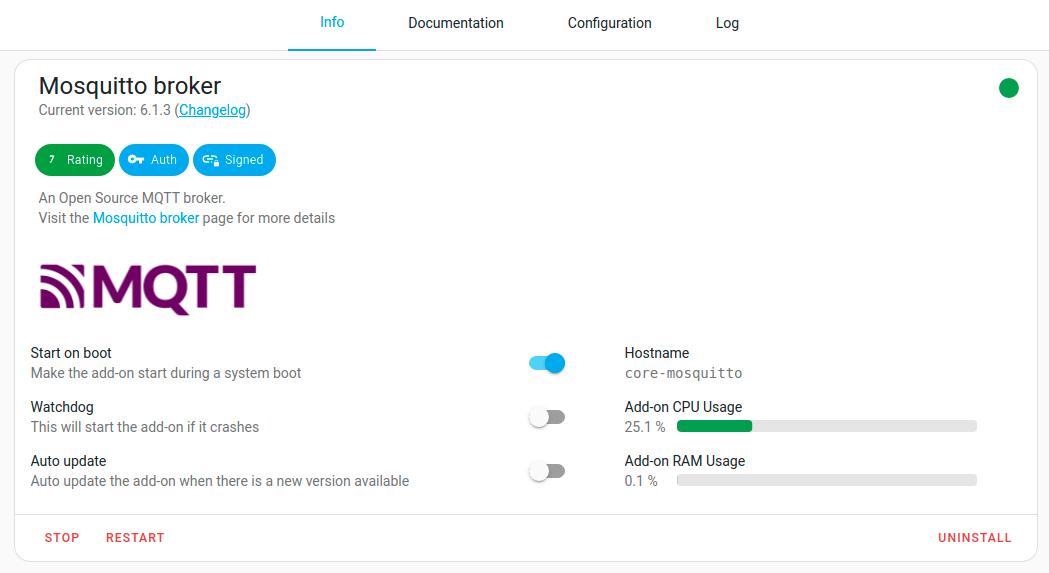 Info Documentation Configuration Log
Mosquitto broker
Current version: 6.1.3 (Changelog)
7 Rating Auth Signed
An Open Source MQTT broker.
Visit the Mosquitto broker page for more details
MQTT
Start on boot
Make the add-on start during a system boot
Watchdog
This will start the add-on if it crashes
Auto update
Auto update the add-on when there is a new version available
Hostname
core-mosquitto
Add-on CPU Usage
25.1 %
Add-on RAM Usage
0.1 %
STOP RESTART UNINSTALL